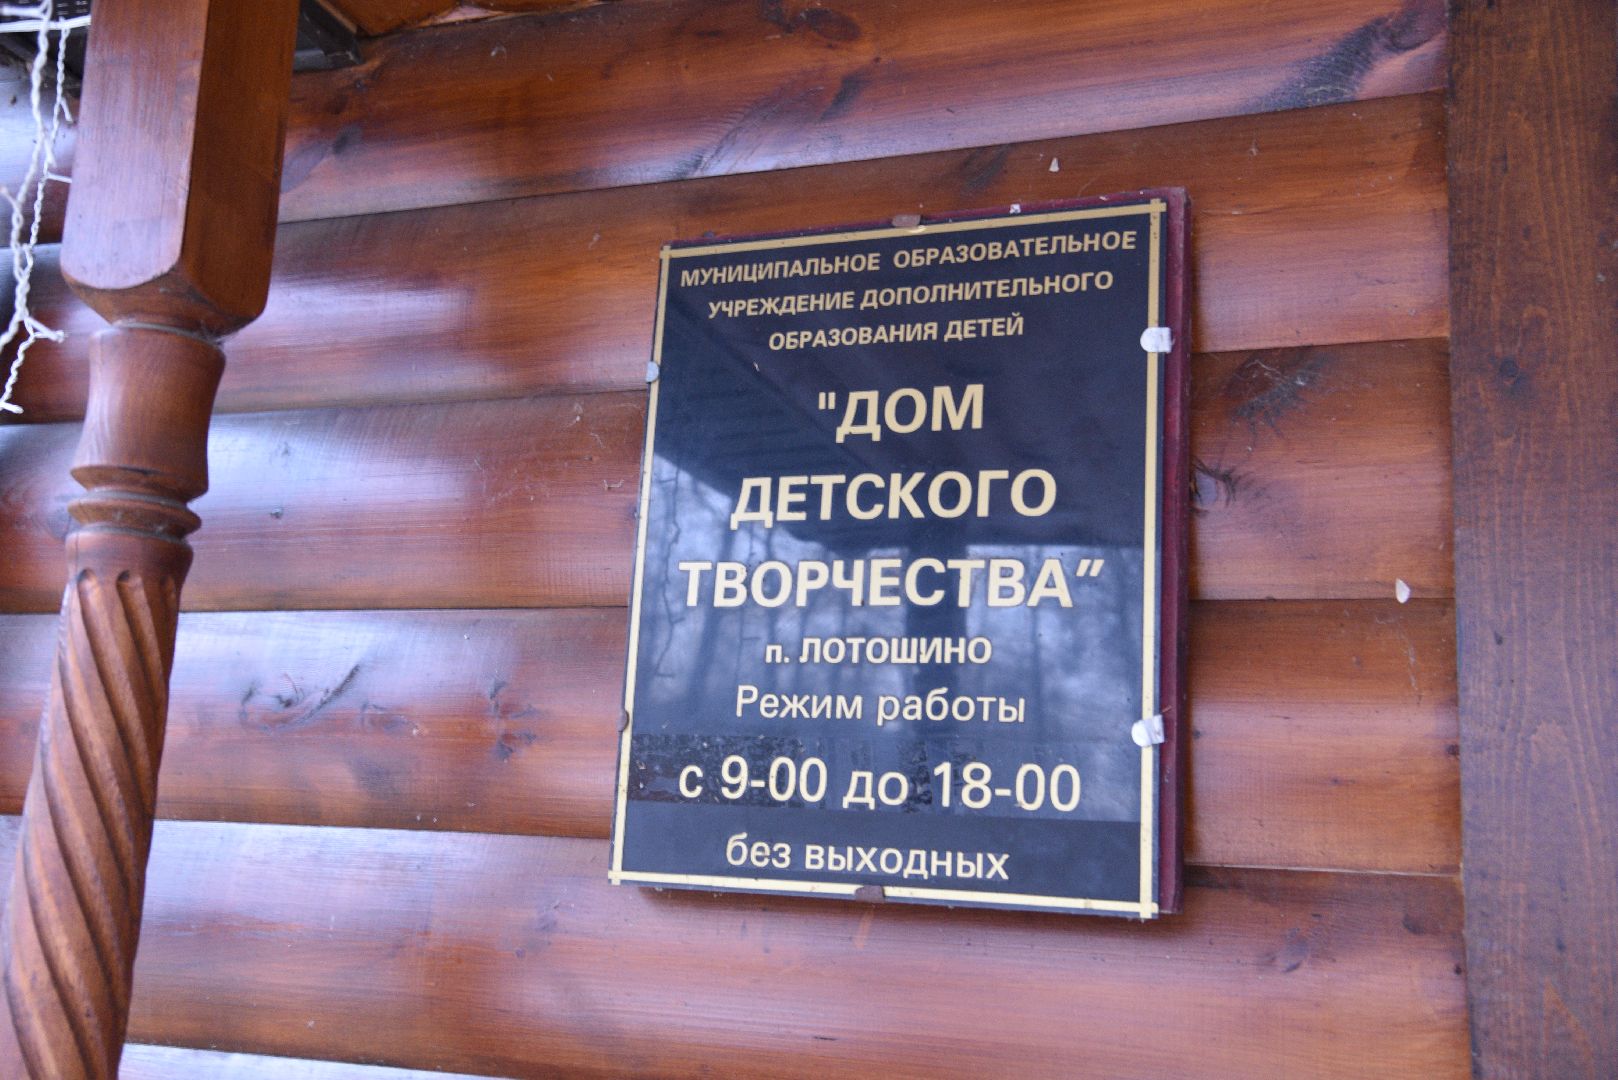 МУНИЦИПАЛЬНОЕ ОБРАЗОВАТЕЛЬНОЕ
УЧРЕЖДЕНИЕ ДОПОЛНИТЕЛЬНОГО
ОБРАЗОВАНИЯ ДЕТЕЙ
"ДОМ
ДЕТСКОГО
ТВОРЧЕСТВА”
п. ЛОТОШИНО
Режим работы
с 9-00 до 18-00
без выходных